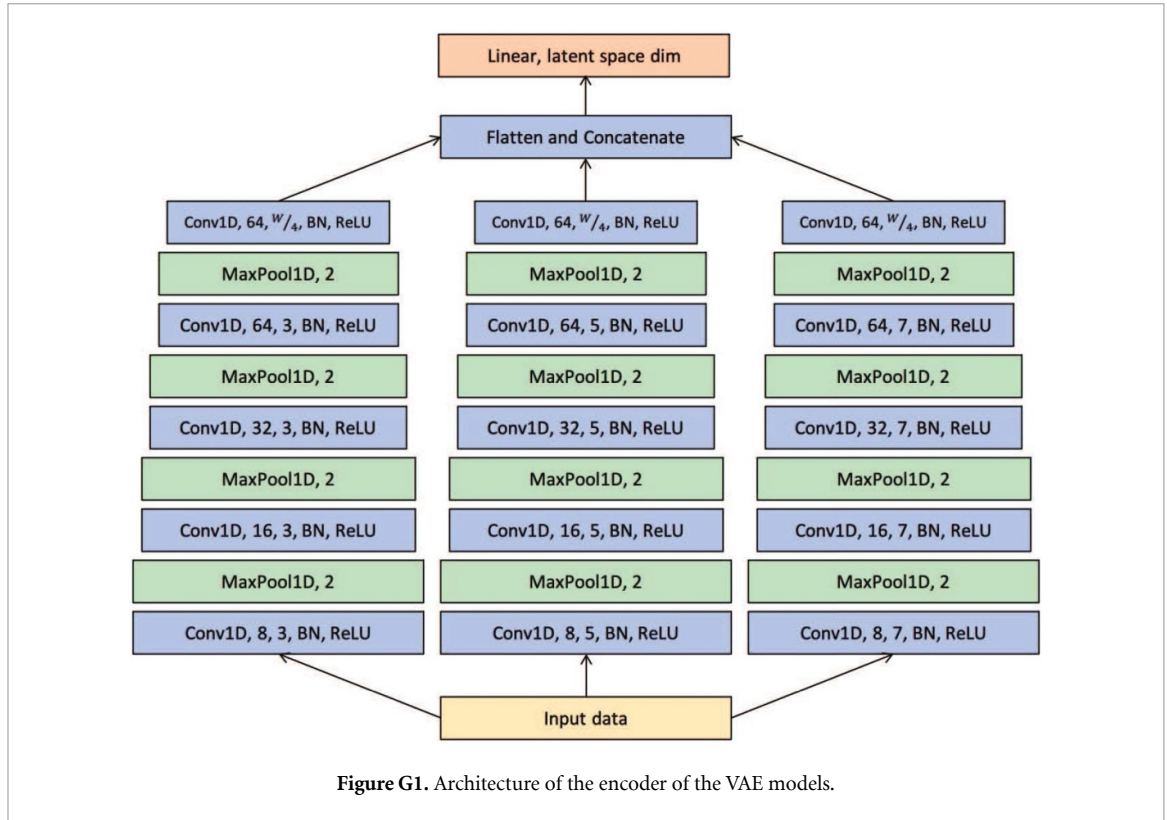 Linear, latent space dim
Flatten and Concatenate
Conv1D, 64, W/4, BN, ReLU
Conv1D, 64, W/4, BN, ReLU
Conv1D, 64, W/4, BN, ReLU
MaxPool1D, 2
MaxPool1D, 2
MaxPool1D, 2
Conv1D, 64, 3, BN, ReLU
Conv1D, 64, 5, BN, ReLU
Conv1D, 64, 7, BN, ReLU
MaxPool1D, 2
MaxPool1D, 2
MaxPool1D, 2
Conv1D, 32, 3, BN, ReLU
Conv1D, 32, 5, BN, ReLU
Conv1D, 32, 7, BN, ReLU
MaxPool1D, 2
MaxPool1D, 2
MaxPool1D, 2
Conv1D, 16, 3, BN, ReLU
Conv1D, 16, 5, BN, ReLU
Conv1D, 16, 7, BN, ReLU
MaxPool1D, 2
MaxPool1D, 2
MaxPool1D, 2
Conv1D, 8, 3, BN, ReLU
Conv1D, 8, 5, BN, ReLU
Conv1D, 8, 7, BN, ReLU
Input data
Figure G1. Architecture of the encoder of the VAE models.